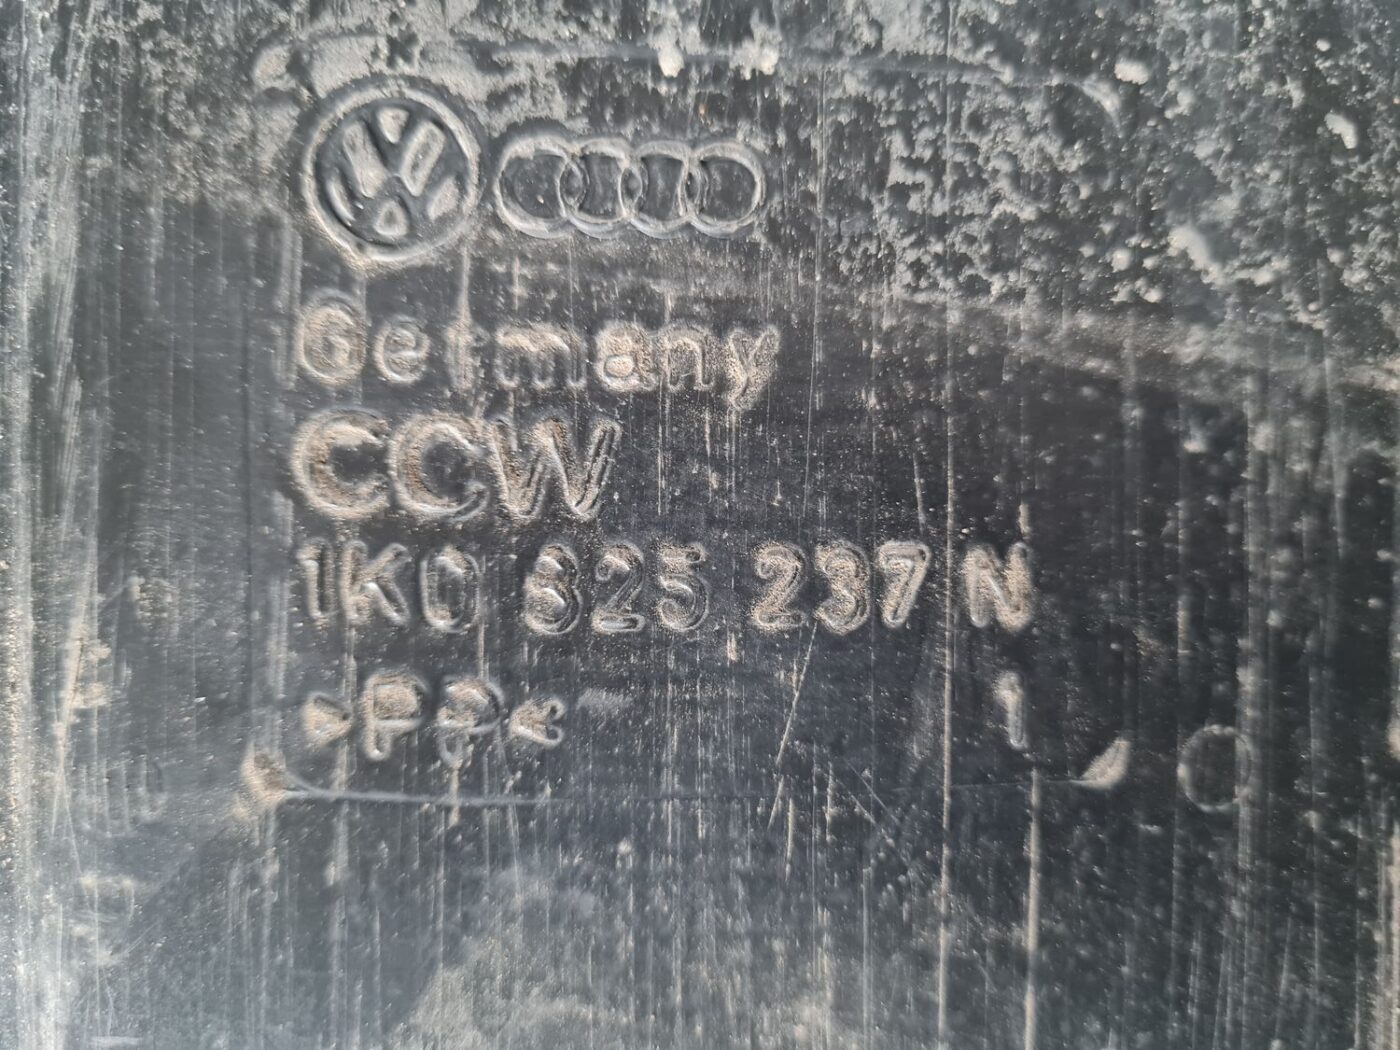 Germany
CCW
1K0 825 237 N
>PP<
1